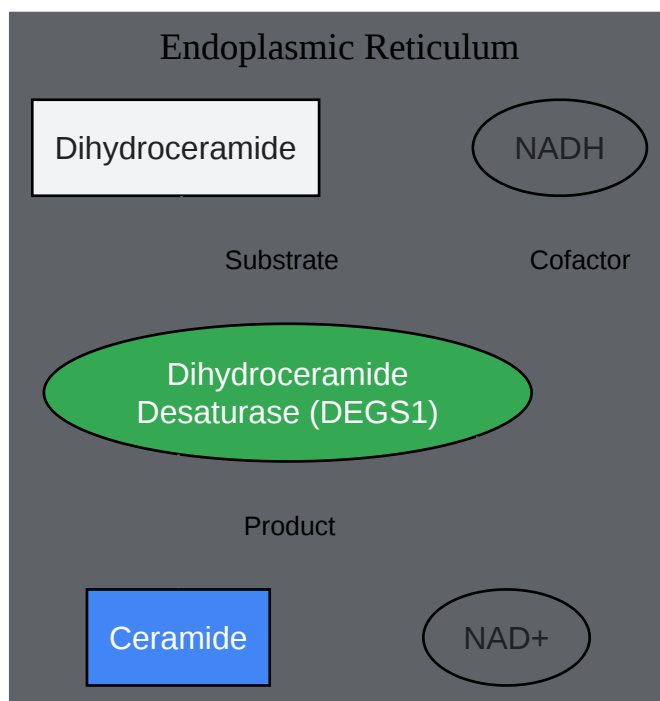 Endoplasmic Reticulum
Dihydroceramide
NADH
Substrate
Cofactor
Dihydroceramide
Desaturase (DEGS1)
Product
Ceramide
NAD+